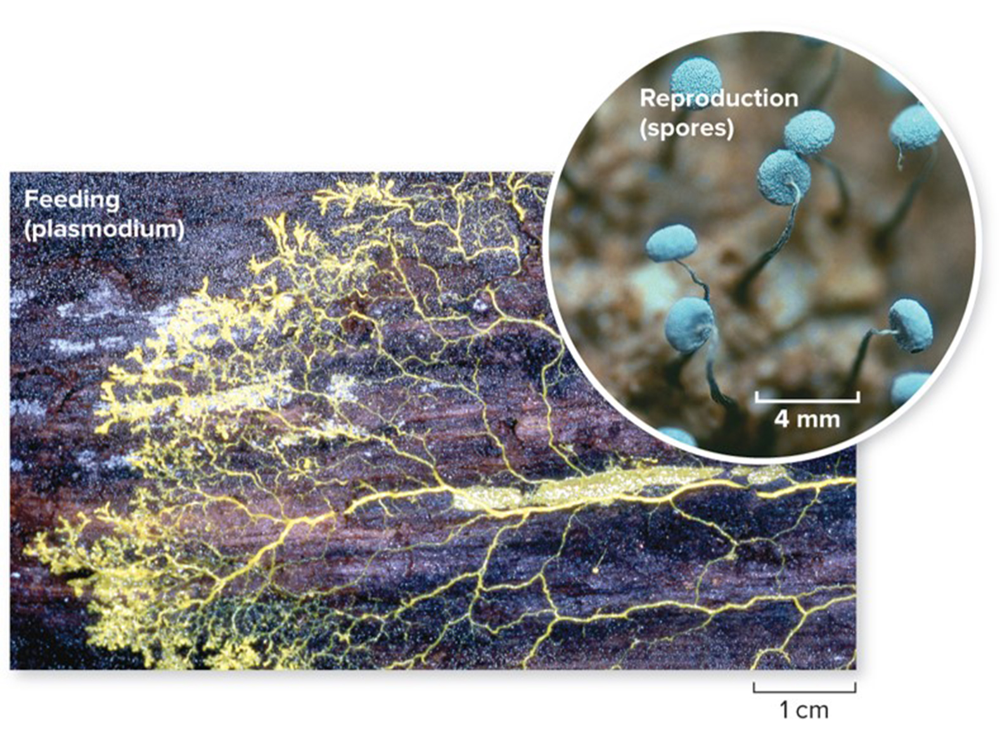 Feeding
(plasmodium)
Reproduction
(spores)
4 mm
1 cm